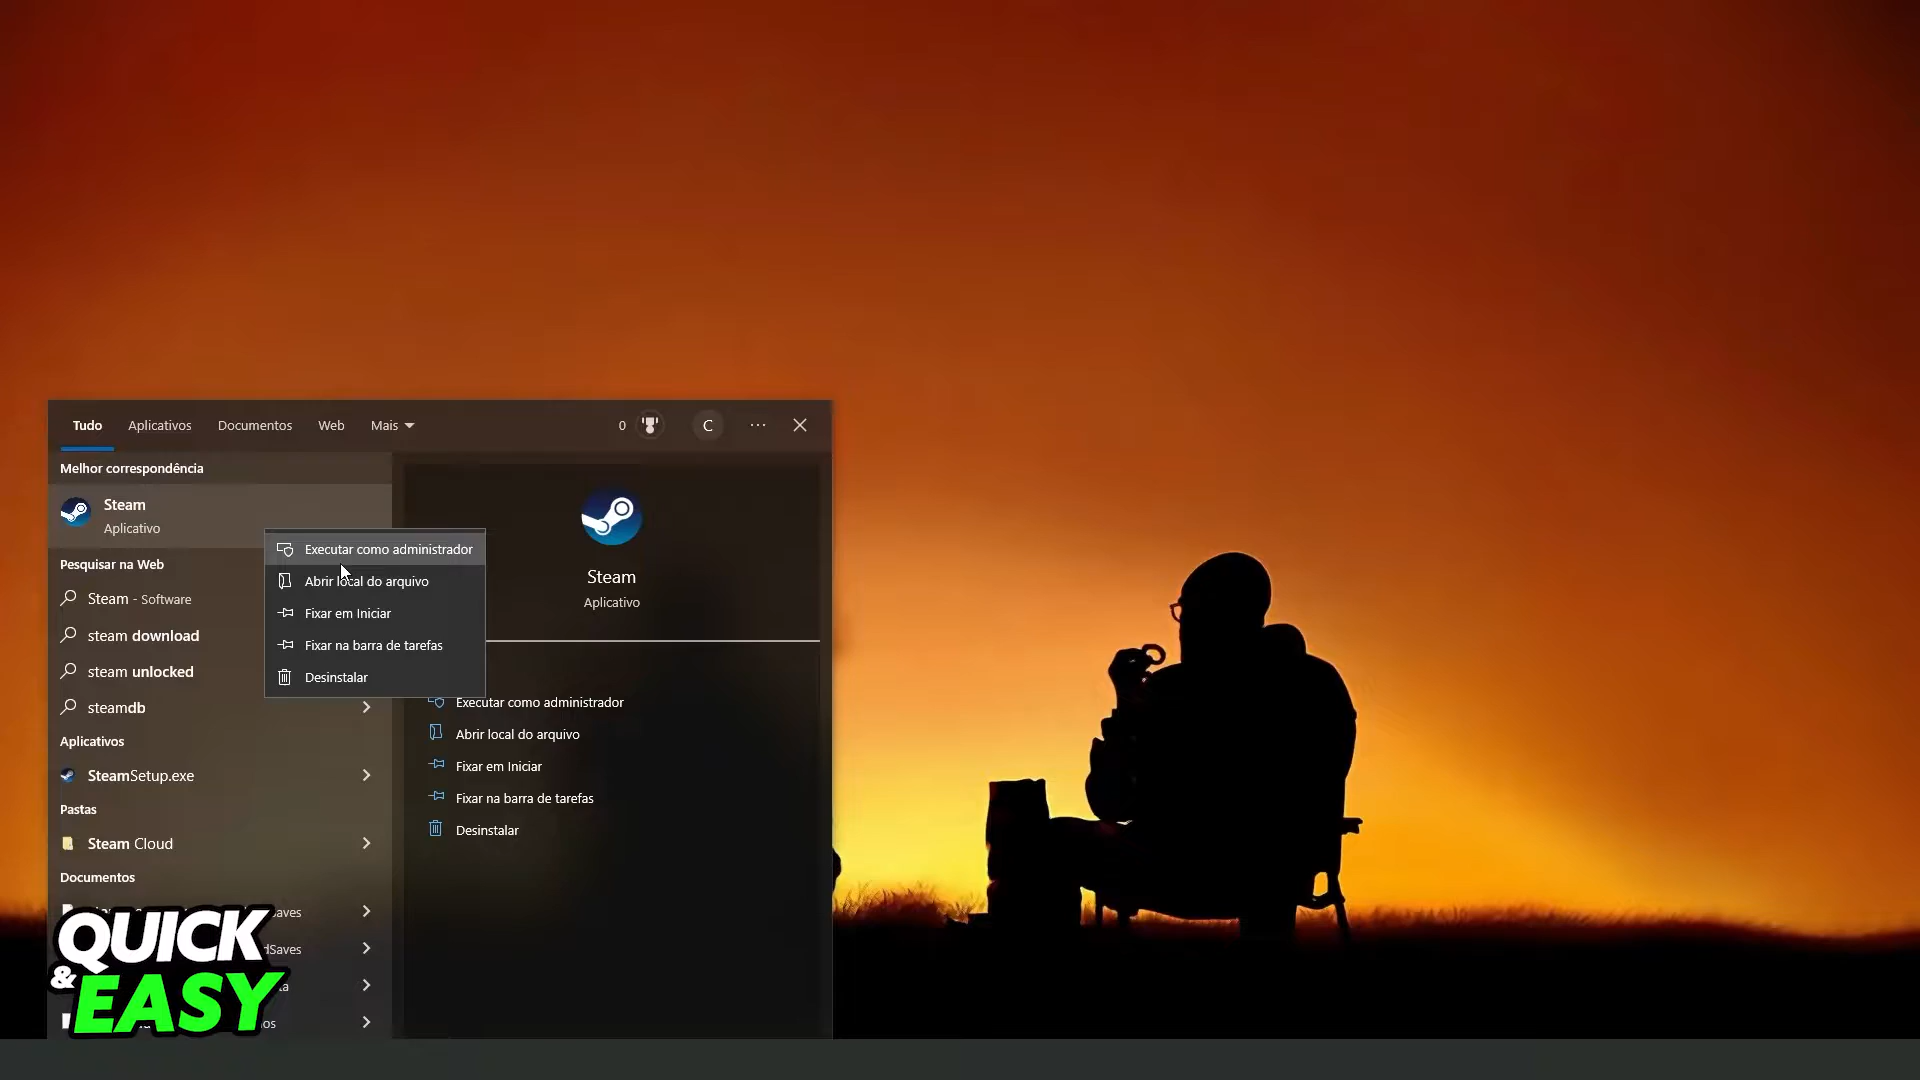 Tudo Aplicativos Documentos Web Mais 0 C
Melhor correspondência
Steam
Aplicativo
Executar como administrador
Abrir local do arquivo
Fixar em Iniciar
Fixar na barra de tarefas
Desinstalar
Pesquisar na Web
Steam - Software
steam download
steam unlocked
steamdb
Aplicativos
SteamSetup.exe
Pastas
Steam Cloud
Documentos
QUICK
& EASY
Steam
Aplicativo
Executar como administrador
Abrir local do arquivo
Fixar em Iniciar
Fixar na barra de tarefas
Desinstalar